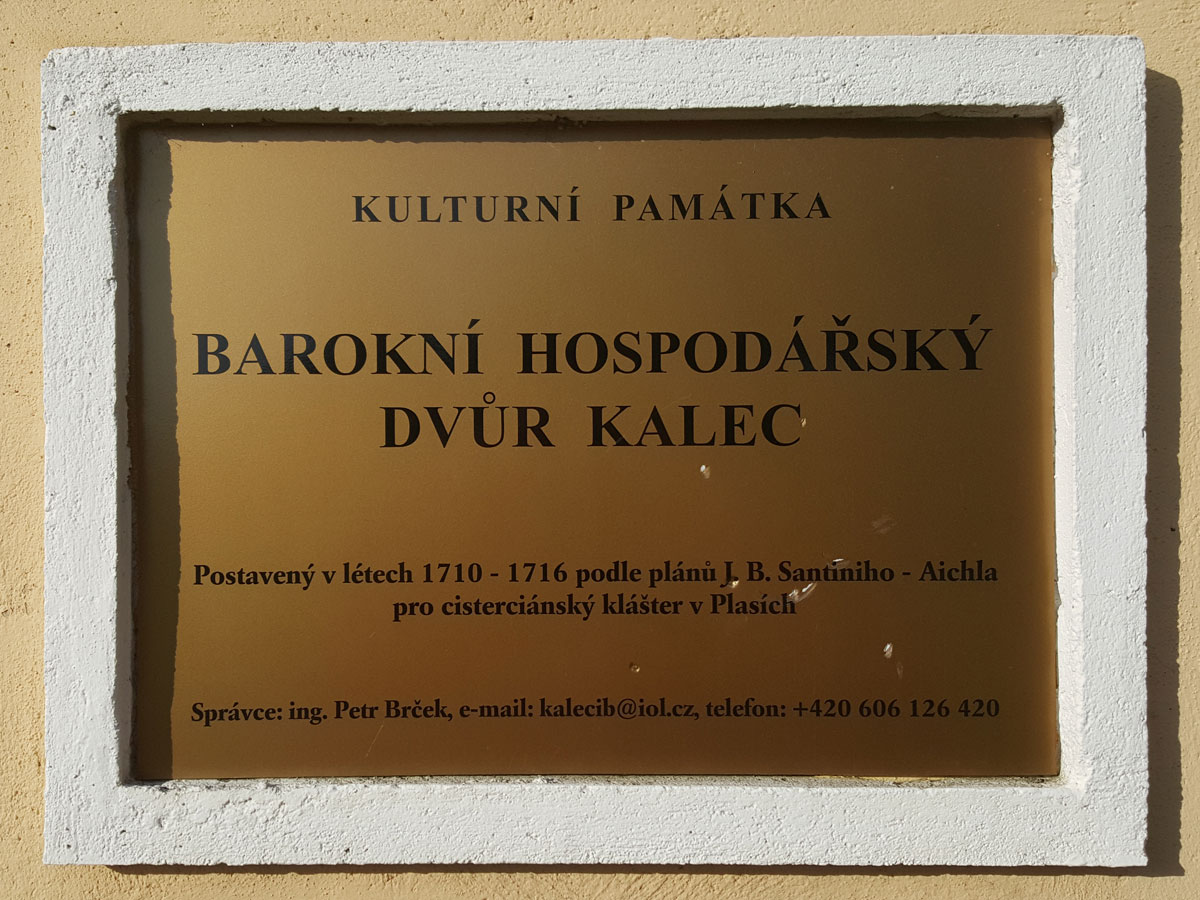 KULTURNÍ PAMÁTKA
BAROKNÍ HOSPODÁŘSKÝ
DVŮR KALEC
Postavený v létech 1710 - 1716 podle plánů J. B. Santiniho - Aichla
pro cisterciánský klášter v Plasích
Správce: ing. Petr Brček, e-mail: kalecib@iol.cz, telefon: +420 606 126 420